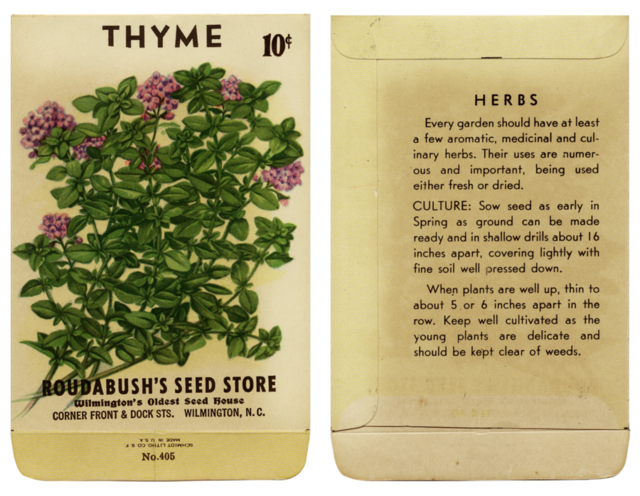 THYME
10¢
ROUDABUSH'S SEED STORE
Wilmington's Oldest Seed House
CORNER FRONT & DOCK STS. WILMINGTON, N. C.
SCHMIDT LITHO CO. S. F.
MADE IN U. S. A.
No. 405
HERBS
Every garden should have at least
a few aromatic, medicinal and cul-
inary herbs. Their uses are numer-
ous and important, being used
either fresh or dried.
CULTURE: Sow seed as early in
Spring as ground can be made
ready and in shallow drills about 16
inches apart, covering lightly with
fine soil well pressed down.
When plants are well up, thin to
about 5 or 6 inches apart in the
row. Keep well cultivated as the
young plants are delicate and
should be kept clear of weeds.